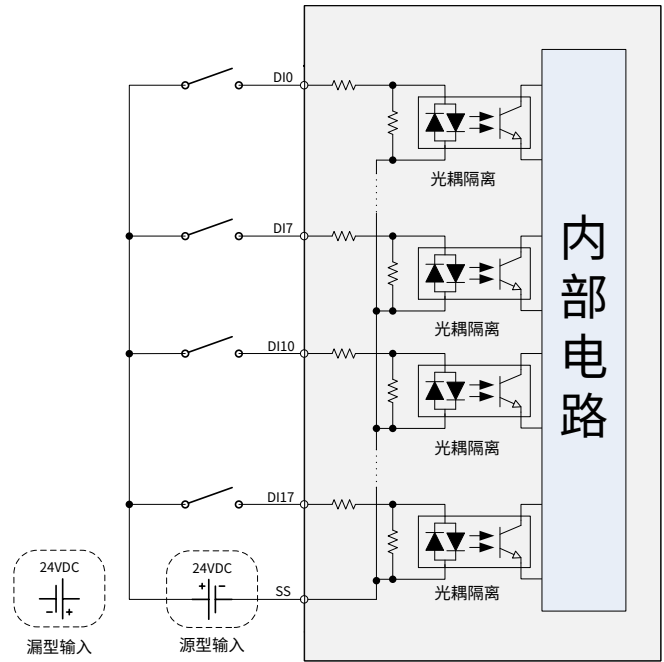 DI0
光耦隔离
DI7
光耦隔离
DI10
光耦隔离
DI17
光耦隔离
SS
内部电路
24VDC
- +
漏型输入
24VDC
+ -
源型输入